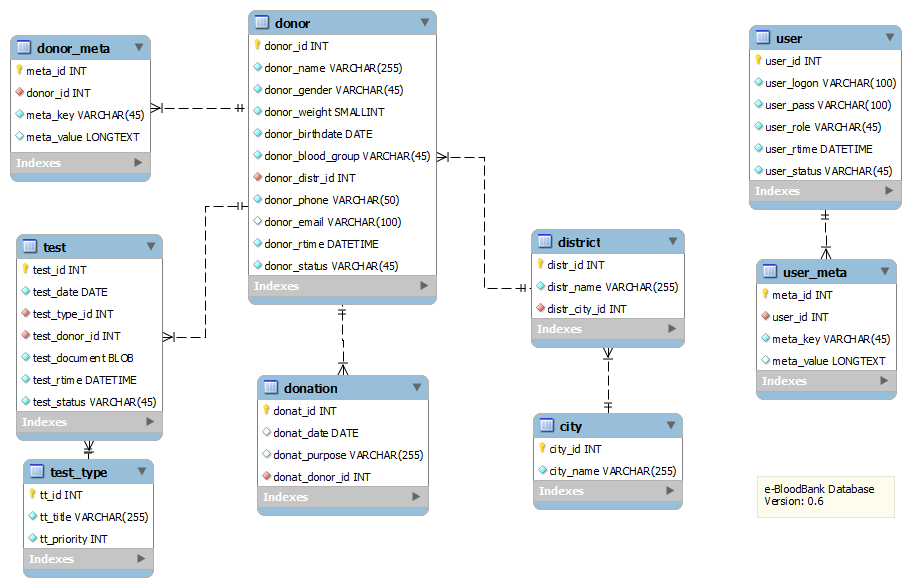 donor_meta
meta_id INT
donor_id INT
meta_key VARCHAR(45)
meta_value LONGTEXT
Indexes
donor
donor_id INT
donor_name VARCHAR(255)
donor_gender VARCHAR(45)
donor_weight SMALLINT
donor_birthdate DATE
donor_blood_group VARCHAR(45)
donor_distr_id INT
donor_phone VARCHAR(50)
donor_email VARCHAR(100)
donor_rtime DATETIME
donor_status VARCHAR(45)
Indexes
user
user_id INT
user_logon VARCHAR(100)
user_pass VARCHAR(100)
user_role VARCHAR(45)
user_rtime DATETIME
user_status VARCHAR(45)
Indexes
test
test_id INT
test_date DATE
test_type_id INT
test_donor_id INT
test_document BLOB
test_rtime DATETIME
test_status VARCHAR(45)
Indexes
district
distr_id INT
distr_name VARCHAR(255)
distr_city_id INT
Indexes
user_meta
meta_id INT
user_id INT
meta_key VARCHAR(45)
meta_value LONGTEXT
Indexes
donation
donat_id INT
donat_date DATE
donat_purpose VARCHAR(255)
donat_donor_id INT
Indexes
city
city_id INT
city_name VARCHAR(255)
Indexes
test_type
tt_id INT
tt_title VARCHAR(255)
tt_priority INT
Indexes
e-BloodBank Database
Version: 0.6